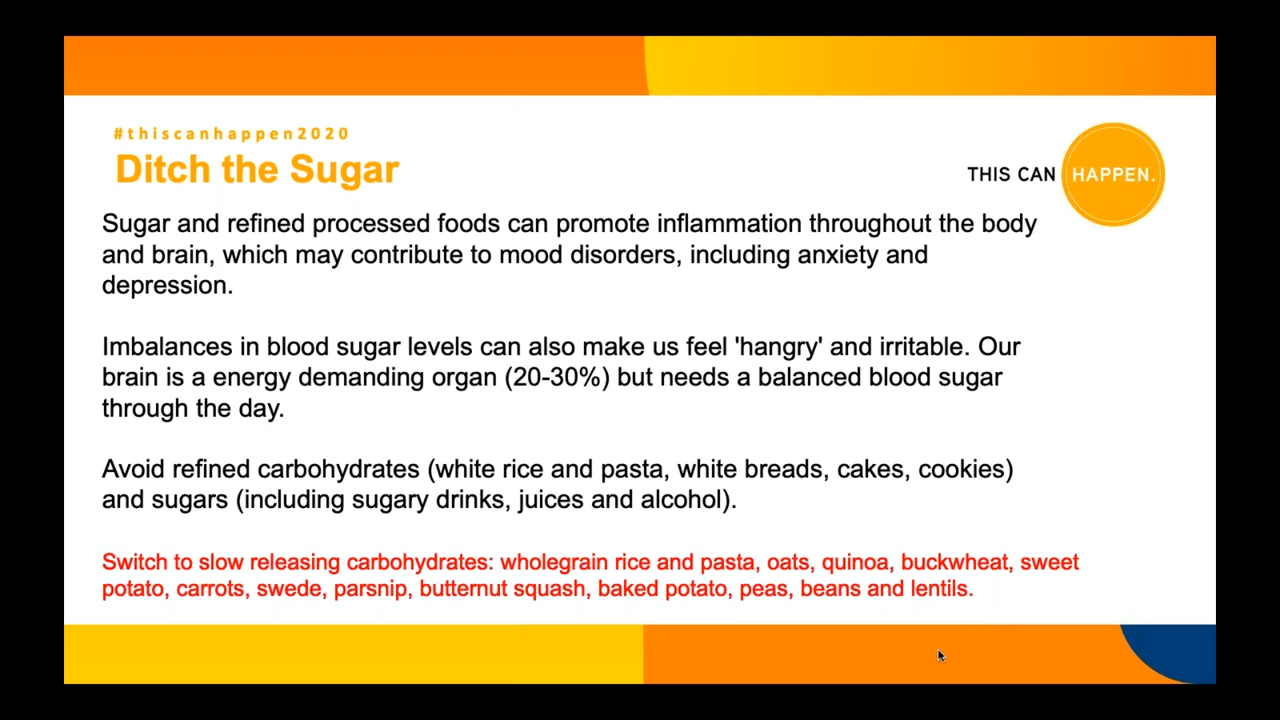 #thiscanhappen2020
Ditch the Sugar
THIS CAN HAPPEN.
Sugar and refined processed foods can promote inflammation throughout the body
and brain, which may contribute to mood disorders, including anxiety and
depression.
Imbalances in blood sugar levels can also make us feel 'hangry' and irritable. Our
brain is a energy demanding organ (20-30%) but needs a balanced blood sugar
through the day.
Avoid refined carbohydrates (white rice and pasta, white breads, cakes, cookies)
and sugars (including sugary drinks, juices and alcohol).
Switch to slow releasing carbohydrates: wholegrain rice and pasta, oats, quinoa, buckwheat, sweet
potato, carrots, swede, parsnip, butternut squash, baked potato, peas, beans and lentils.